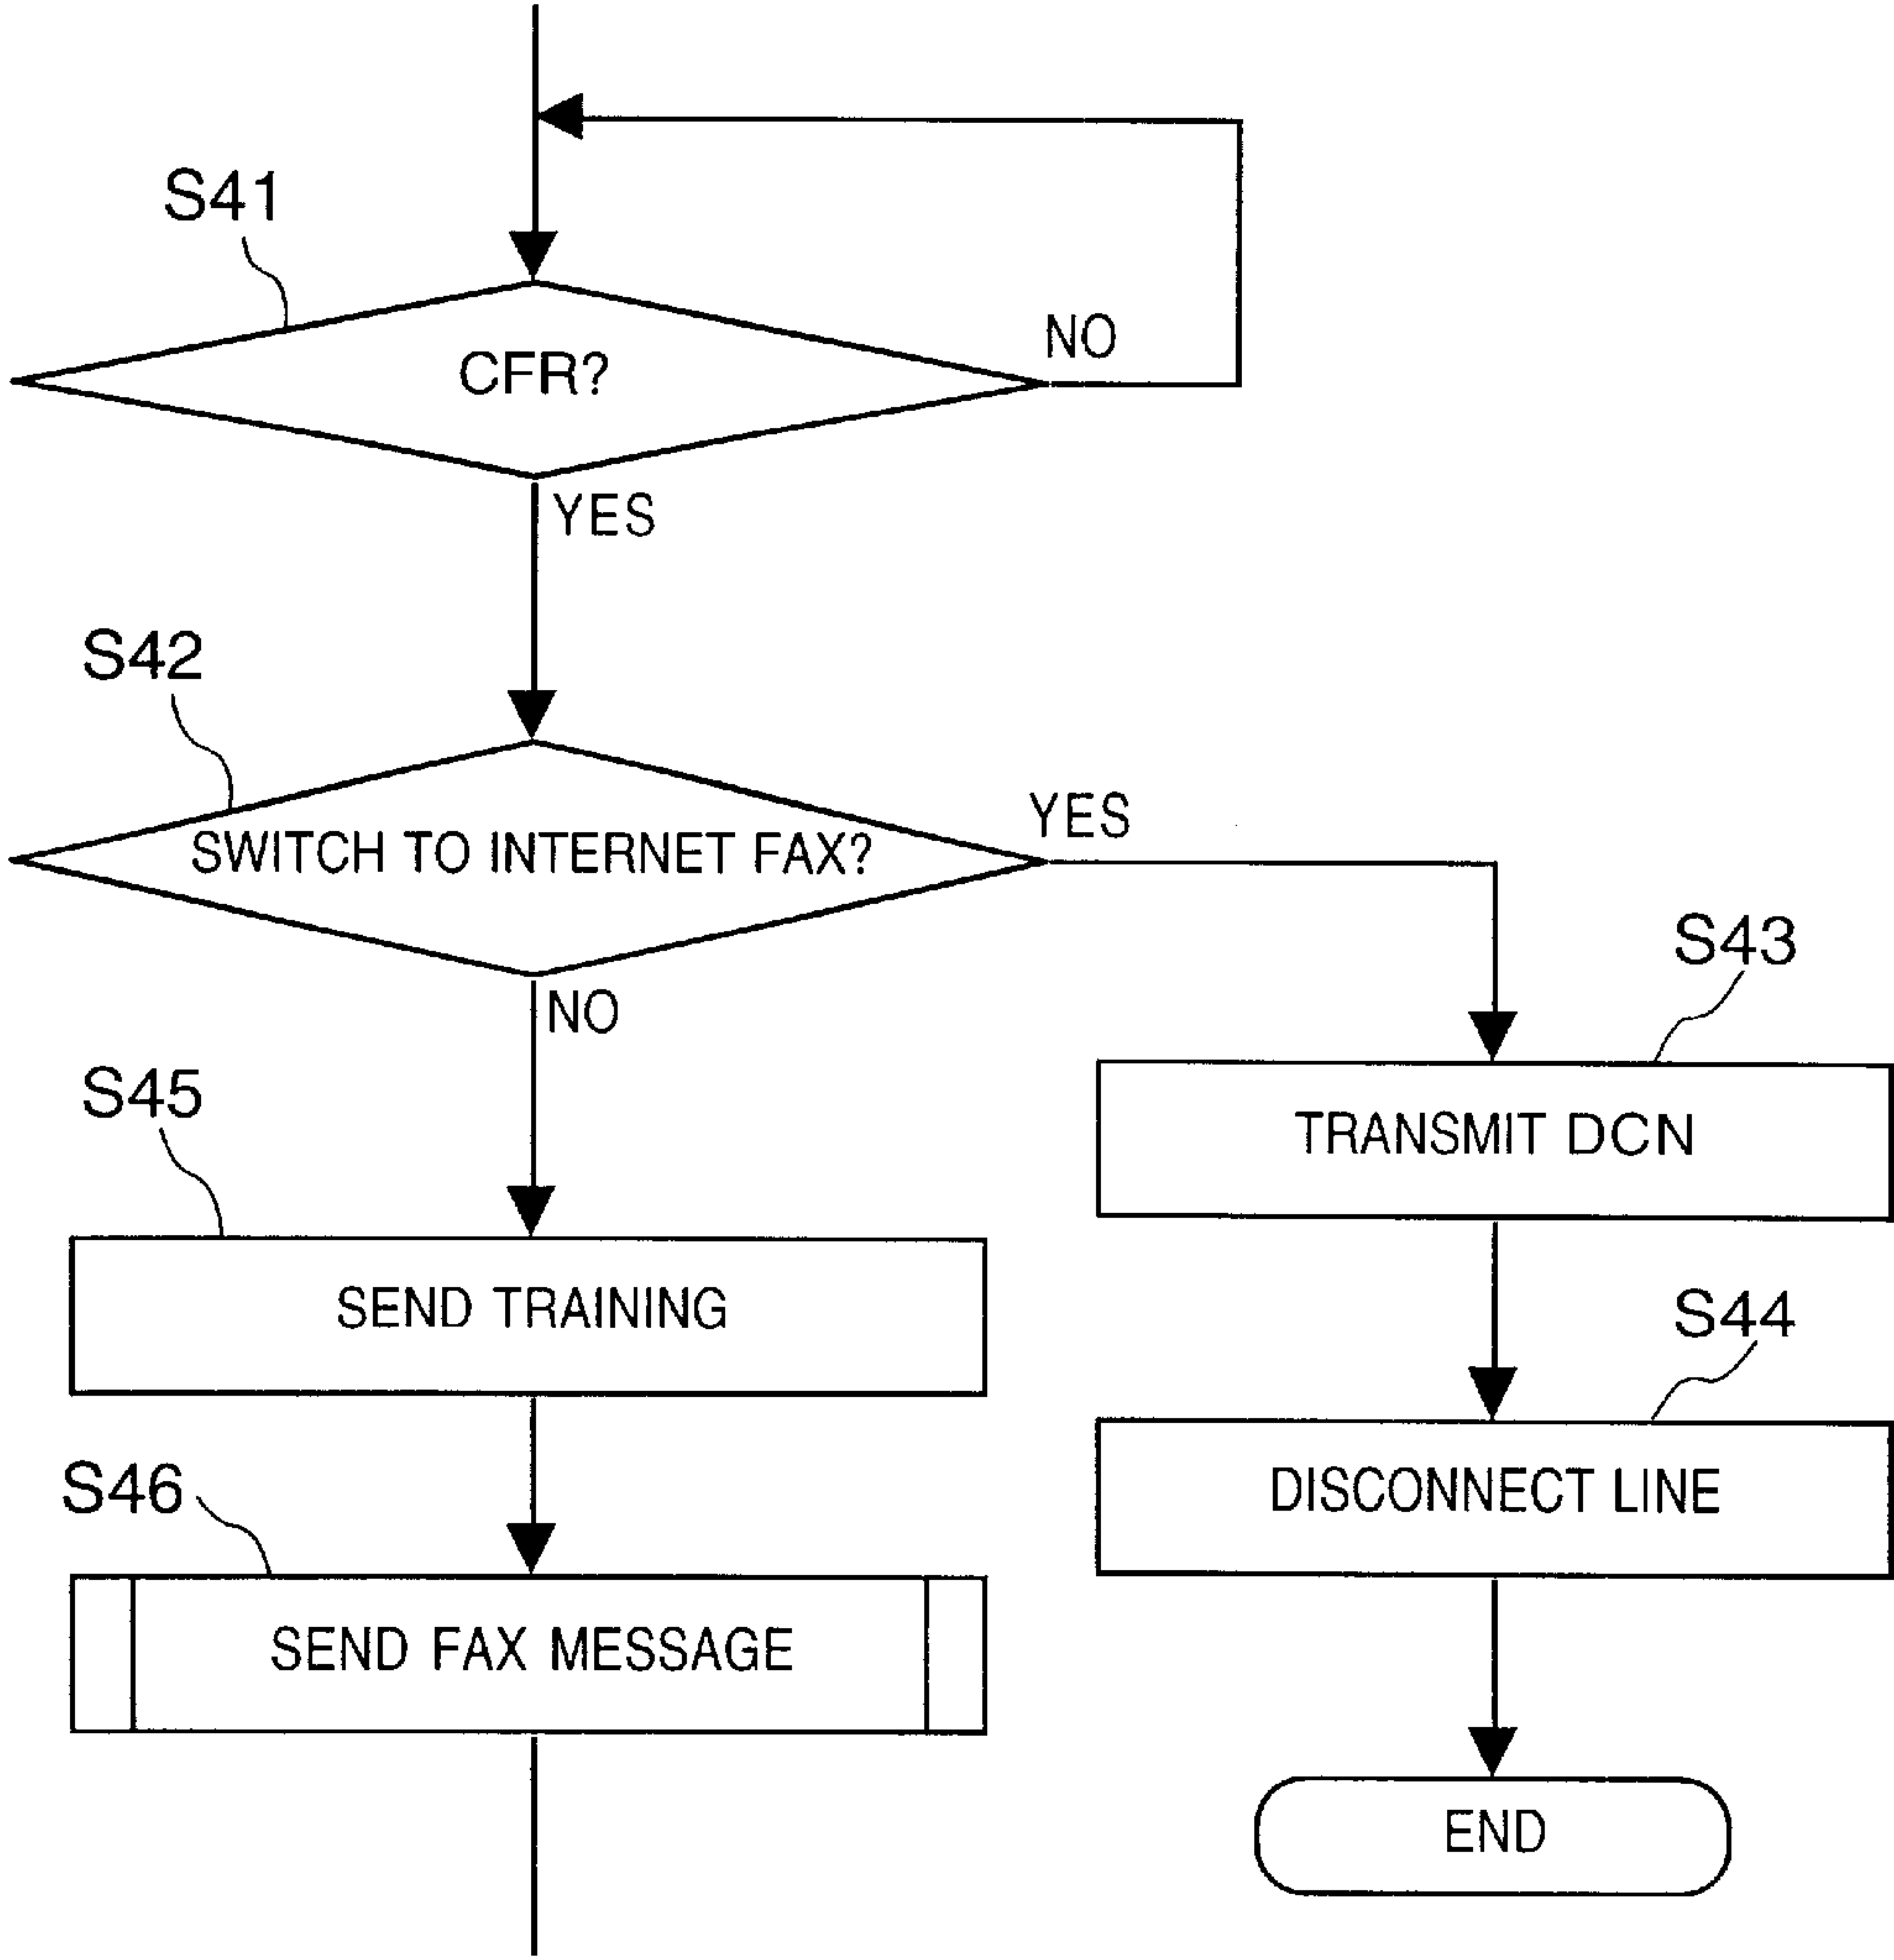 S41
CFR?
NO
YES
S42
SWITCH TO INTERNET FAX?
YES
NO
S43
TRANSMIT DCN
S45
SEND TRAINING
S44
DISCONNECT LINE
S46
SEND FAX MESSAGE
END